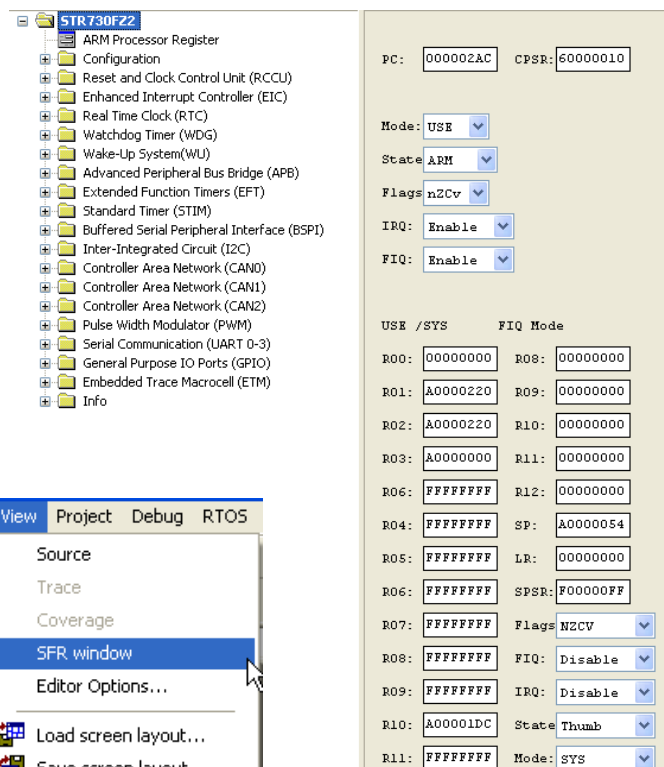 STR730FZ2
ARM Processor Register
Configuration
Reset and Clock Control Unit (RCCU)
Enhanced Interrupt Controller (EIC)
Real Time Clock (RTC)
Watchdog Timer (WDG)
Wake-Up System(WU)
Advanced Peripheral Bus Bridge (APB)
Extended Function Timers (EFT)
Standard Timer (STIM)
Buffered Serial Peripheral Interface (BSPI)
Inter-Integrated Circuit (I2C)
Controller Area Network (CAN0)
Controller Area Network (CAN1)
Controller Area Network (CAN2)
Pulse Width Modulator (PWM)
Serial Communication (UART 0-3)
General Purpose IO Ports (GPIO)
Embedded Trace Macrocell (ETM)
Info
View Project Debug RTOS
Source
Trace
Coverage
SFR window
Editor Options...
Load screen layout...
Save screen layout
PC: 000002AC CPSR: 60000010
Mode: USR
State ARM
Flags nZCv
IRQ: Enable
FIQ: Enable
USR /SYS FIQ Mode
R00: 00000000 R08: 00000000
R01: A0000220 R09: 00000000
R02: A0000220 R10: 00000000
R03: A0000000 R11: 00000000
R06: FFFFFFFF R12: 00000000
R04: FFFFFFFF SP: A0000054
R05: FFFFFFFF LR: 00000000
R06: FFFFFFFF SPSR: F00000FF
R07: FFFFFFFF Flags NZCV
R08: FFFFFFFF FIQ: Disable
R09: FFFFFFFF IRQ: Disable
R10: A00001DC State Thumb
R11: FFFFFFFF Mode: SYS